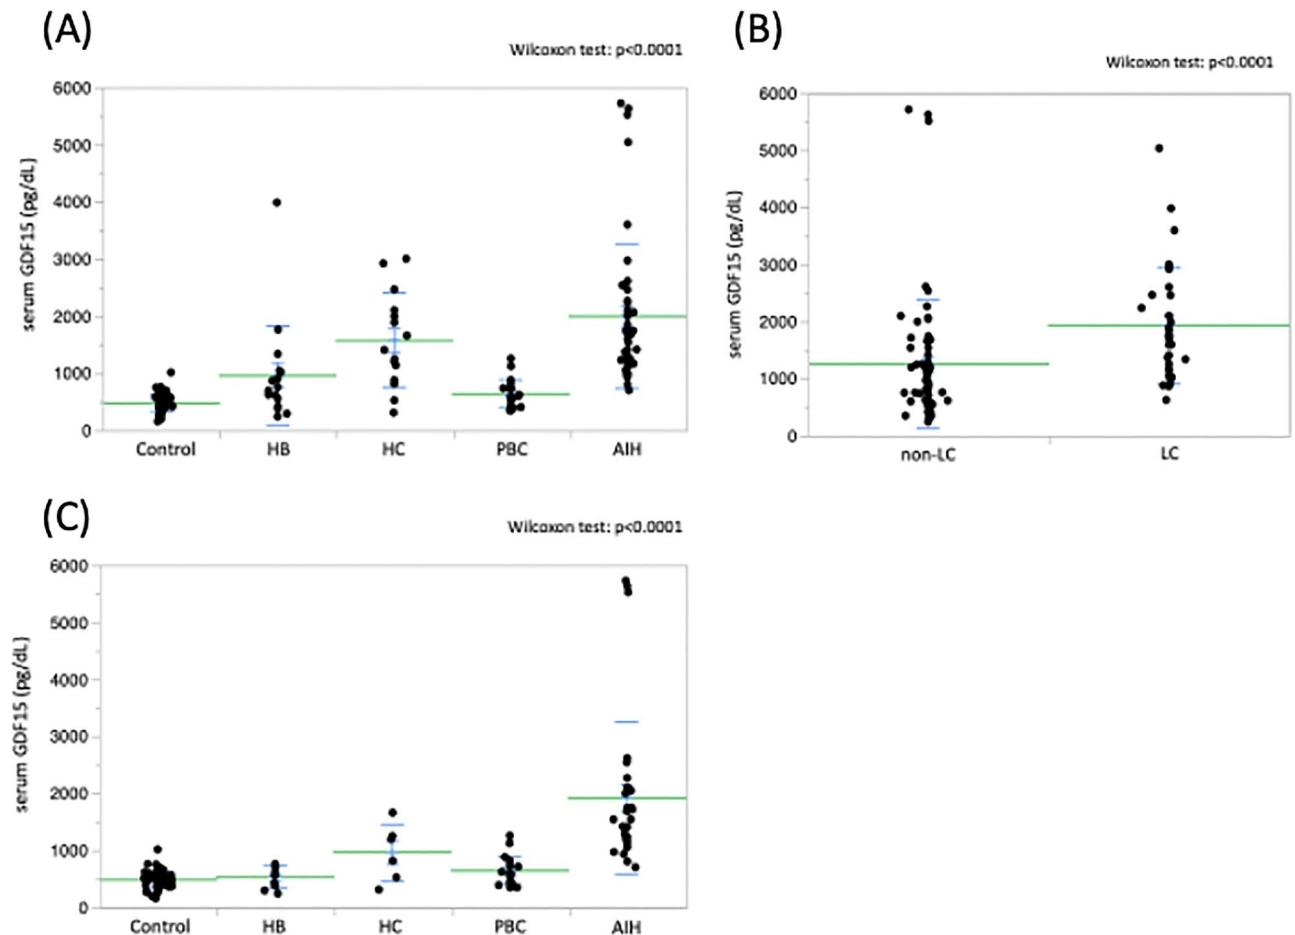 (A)
Wilcoxon test: p<0.0001
serum GDF15 (pg/dL)
6000
5000
4000
3000
2000
1000
0
Control HB HC PBC AIH
(B)
Wilcoxon test: p<0.0001
serum GDF15 (pg/dL)
6000
5000
4000
3000
2000
1000
0
non-LC LC
(C)
Wilcoxon test: p<0.0001
serum GDF15 (pg/dL)
6000
5000
4000
3000
2000
1000
0
Control HB HC PBC AIH